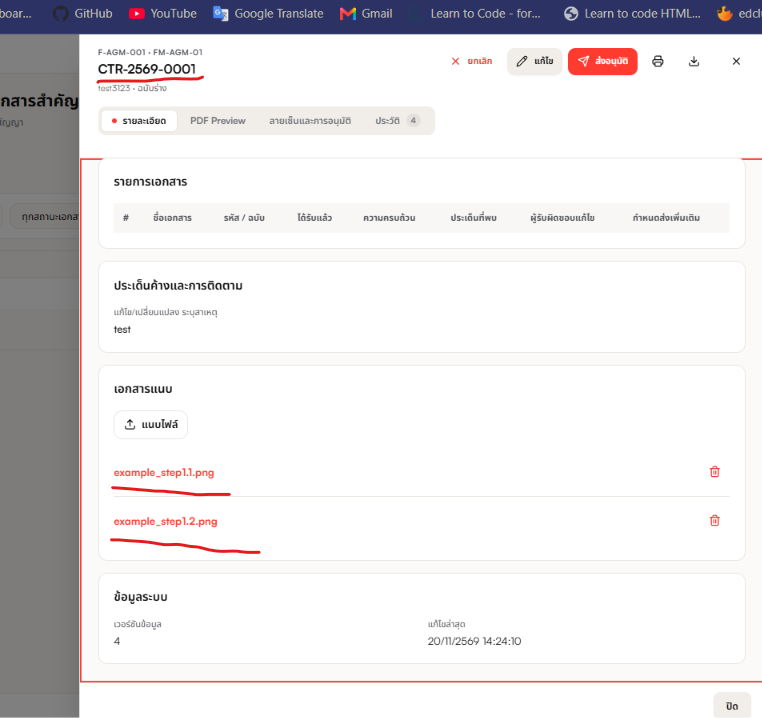 GitHub YouTube Google Translate Gmail Learn to Code - for... Learn to code HTML...
F-AGM-001 • FM-AGM-01
CTR-2569-0001
test3123 • ฉบับร่าง
ยกเลิก แก้ไข ส่งอนุมัติ
รายละเอียด PDF Preview ลายเซ็นและการอนุมัติ ประวัติ 4
ทุกสถานะเอกส
รายการเอกสาร
# ชื่อเอกสาร รหัส / ฉบับ ได้รับแล้ว ความครบถ้วน ประเด็นที่พบ ผู้รับผิดชอบแก้ไข กำหนดส่งเพิ่มเติม
ประเด็นค้างและการติดตาม
แก้ไข/เปลี่ยนแปลง ระบุสาเหตุ
test
เอกสารแนบ
แนบไฟล์
example_step1.1.png
example_step1.2.png
ข้อมูลระบบ
เวอร์ชันข้อมูล แก้ไขล่าสุด
4 20/11/2569 14:24:10
ปิด